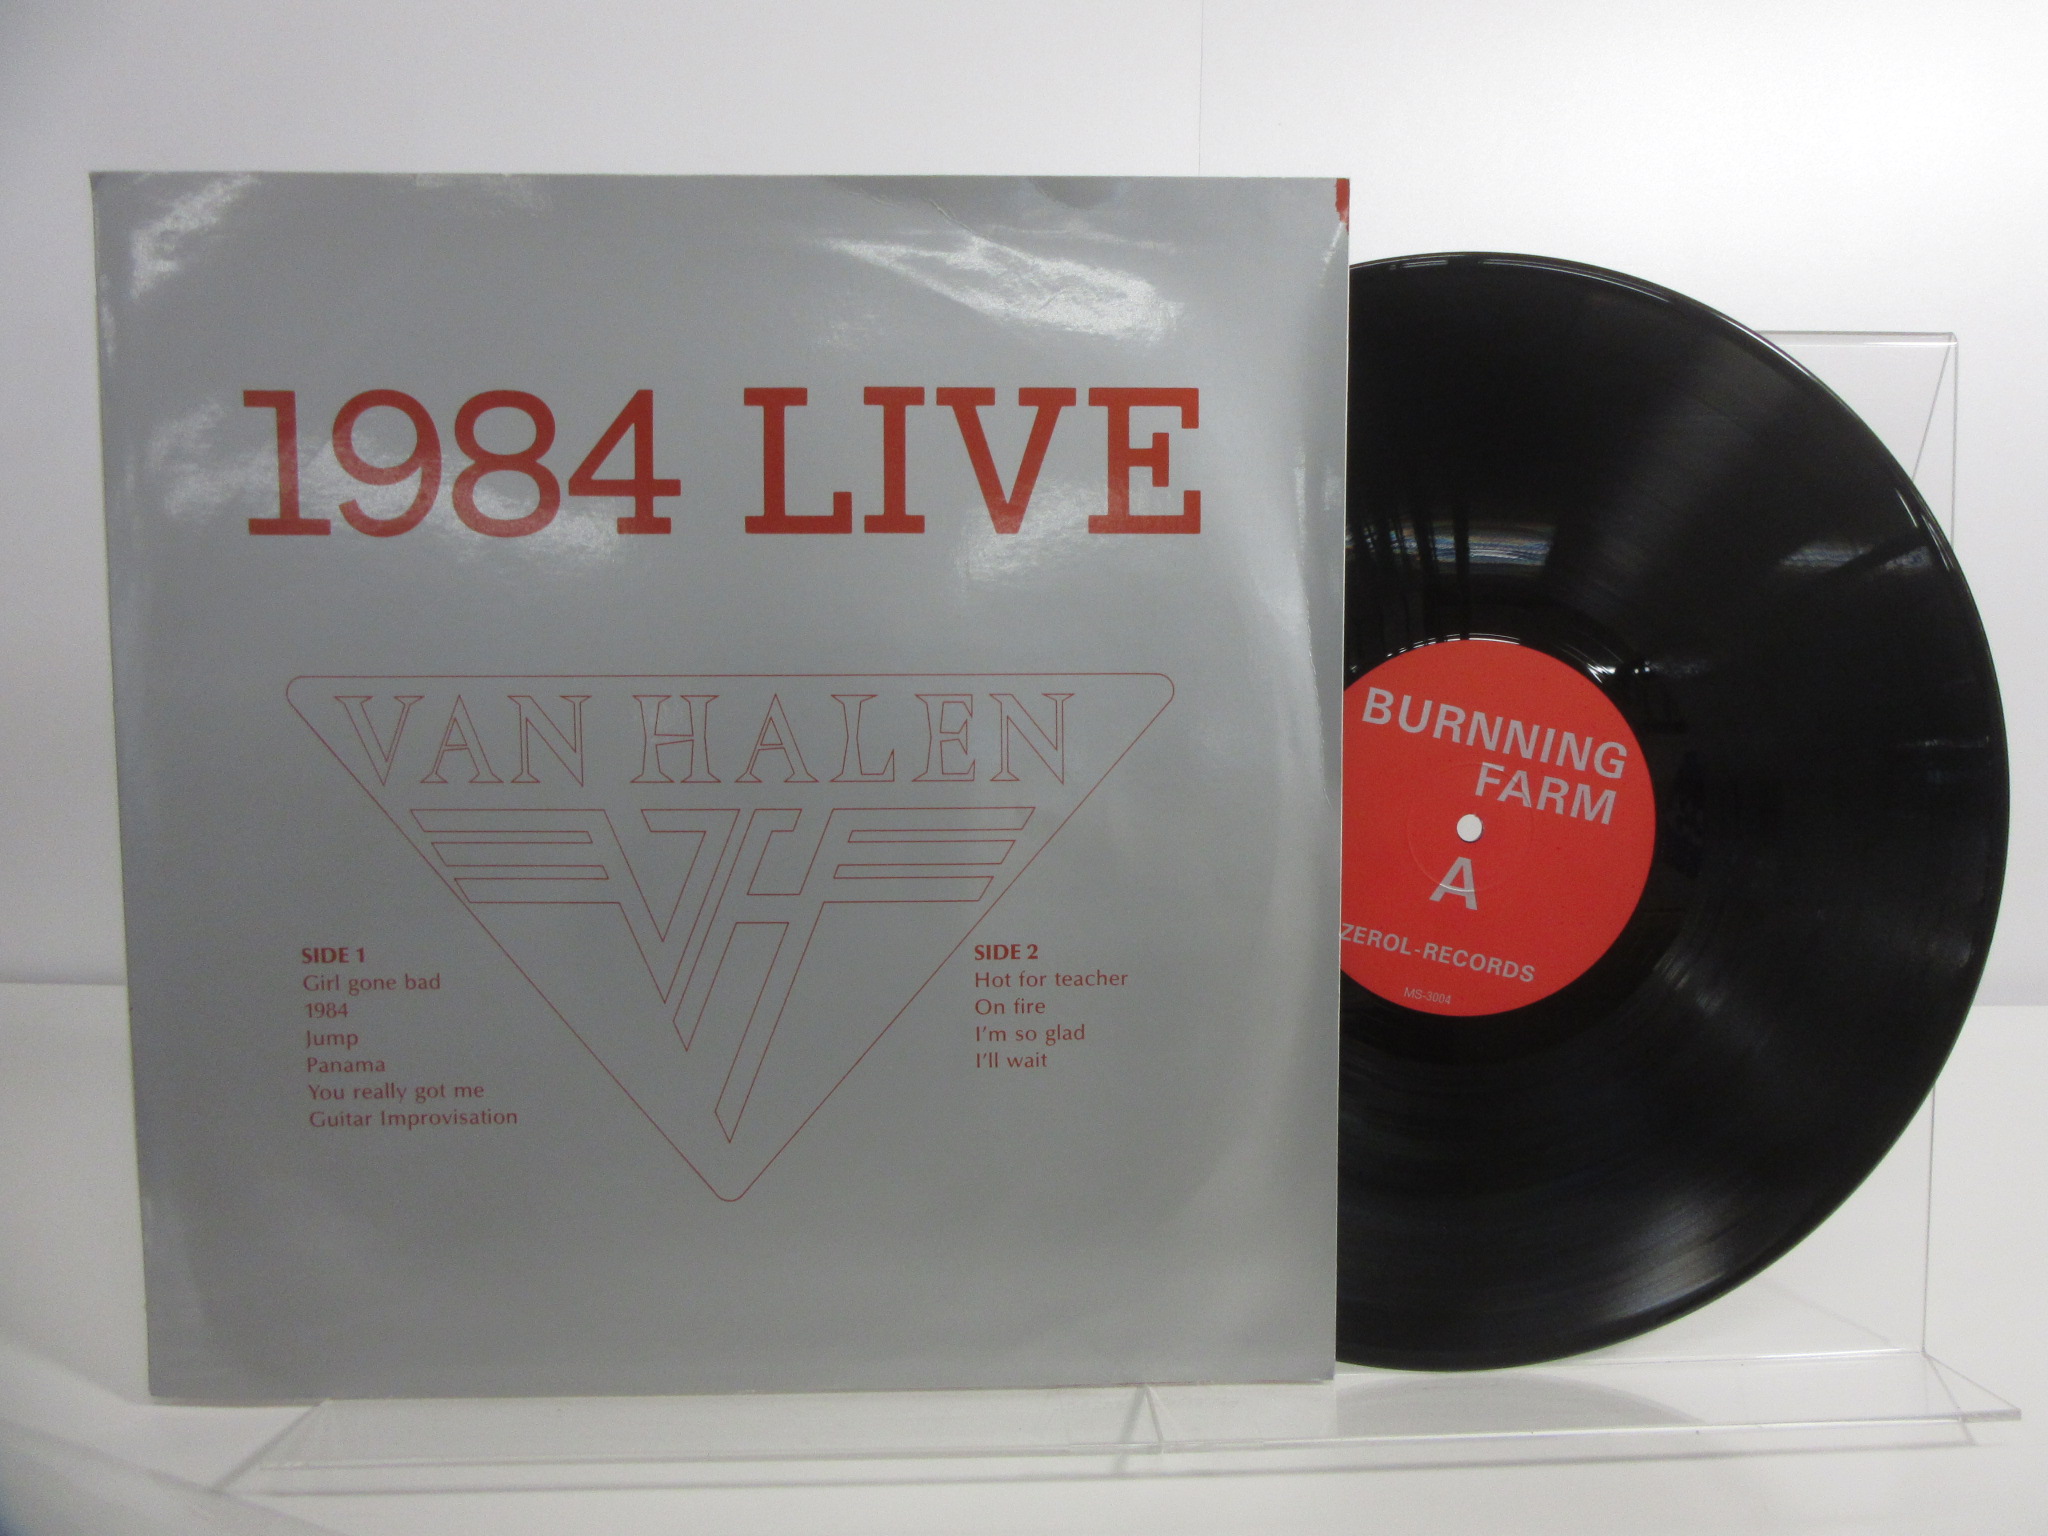 1984 LIVE
VAN HALEN
VH
SIDE 1
Girl gone bad
1984
Jump
Panama
You really got me
Guitar Improvisation
SIDE 2
Hot for teacher
On fire
I'm so glad
I'll wait
BURNNING
FARM
A
ZEROL-RECORDS
MS-3004